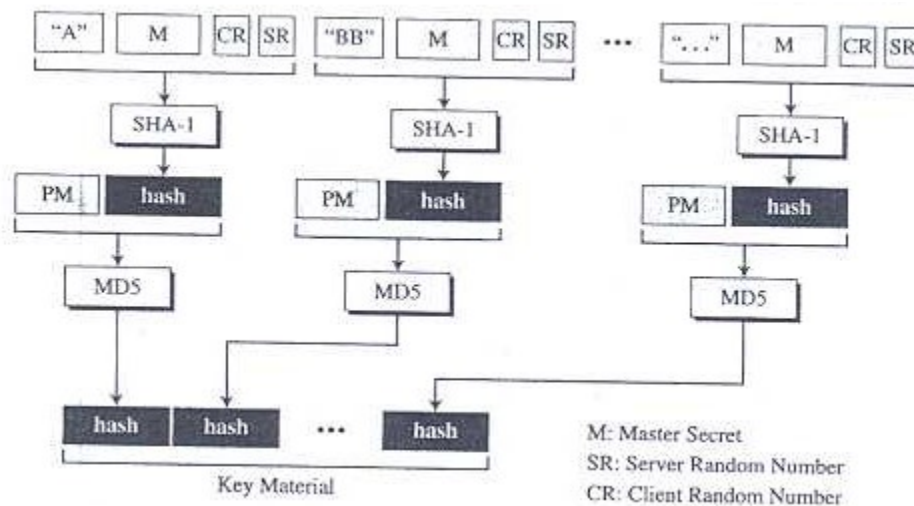 "A" M CR SR "BB" M CR SR ... "..." M CR SR
SHA-1 SHA-1 SHA-1
PM hash PM hash PM hash
MD5 MD5 MD5
hash hash ... hash
Key Material
M: Master Secret
SR: Server Random Number
CR: Client Random Number